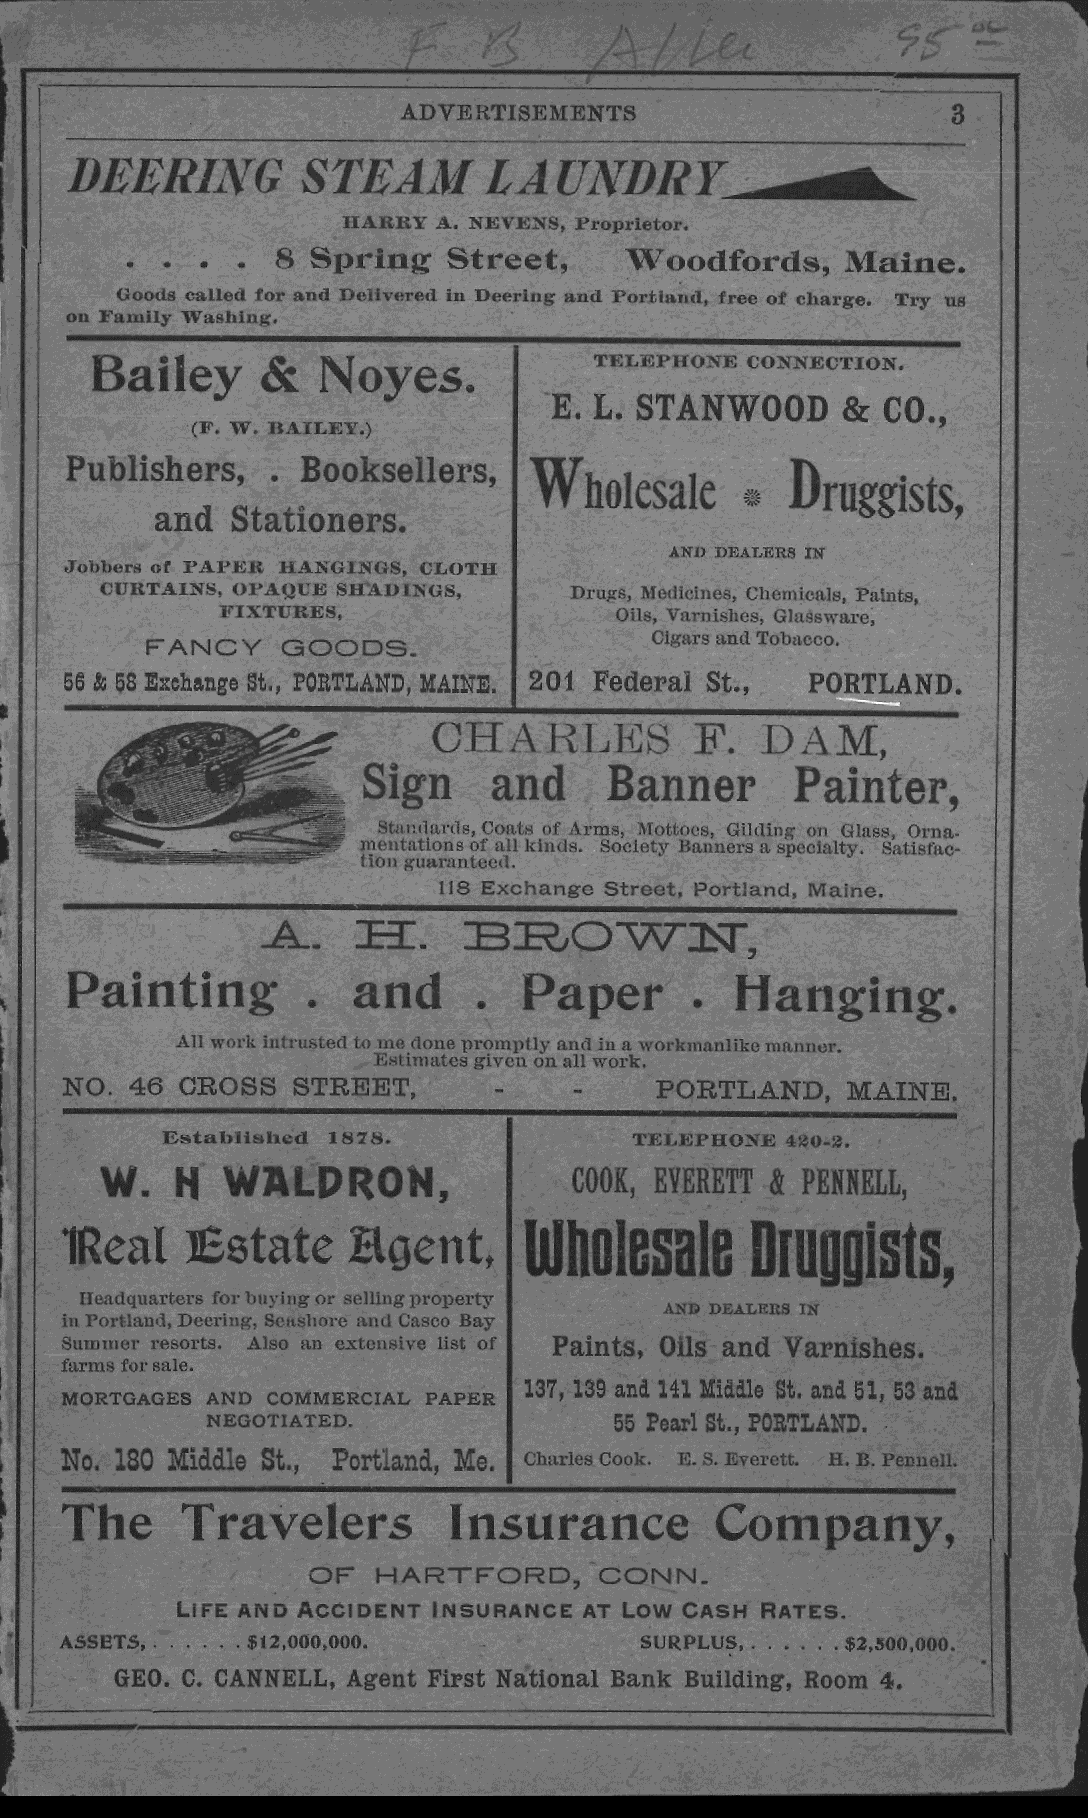 F B
95
ADVERTISEMENTS 3
DEERING STEAM LAUNDRY
HARRY A. NEVENS, Proprietor.
. . . . 8 Spring Street, Woodfords, Maine.
Goods called for and Delivered in Deering and Portland, free of charge. Try us
on Family Washing.
Bailey & Noyes.
(F. W. BAILEY.)
Publishers, . Booksellers,
and Stationers.
Jobbers of PAPER HANGINGS, CLOTH
CURTAINS, OPAQUE SHADINGS,
FIXTURES,
FANCY GOODS.
56 & 58 Exchange St., PORTLAND, MAINE.
TELEPHONE CONNECTION.
E. L. STANWOOD & CO.,
Wholesale Druggists,
AND DEALERS IN
Drugs, Medicines, Chemicals, Paints,
Oils, Varnishes, Glassware,
Cigars and Tobacco.
201 Federal St., PORTLAND.
CHARLES F. DAM,
Sign and Banner Painter,
Standards, Coats of Arms, Mottoes, Gilding on Glass, Orna-
mentations of all kinds. Society Banners a specialty. Satisfac-
tion guaranteed.
118 Exchange Street, Portland, Maine.
A. H. BROWN,
Painting . and . Paper . Hanging.
All work intrusted to me done promptly and in a workmanlike manner.
Estimates given on all work.
NO. 46 CROSS STREET, - - PORTLAND, MAINE.
Established 1878.
W. H WALDRON,
Real Estate Agent,
Headquarters for buying or selling property
in Portland, Deering, Seashore and Casco Bay
Summer resorts. Also an extensive list of
farms for sale.
MORTGAGES AND COMMERCIAL PAPER
NEGOTIATED.
No. 180 Middle St., Portland, Me.
TELEPHONE 420-2.
COOK, EVERETT & PENNELL,
Wholesale Druggists,
AND DEALERS IN
Paints, Oils and Varnishes.
137, 139 and 141 Middle St. and 51, 53 and
55 Pearl St., PORTLAND.
Charles Cook. E. S. Everett. H. B. Pennell.
The Travelers Insurance Company,
OF HARTFORD, CONN.
LIFE AND ACCIDENT INSURANCE AT LOW CASH RATES.
ASSETS, . . . . . . $12,000,000. SURPLUS, . . . . . . $2,500,000.
GEO. C. CANNELL, Agent First National Bank Building, Room 4.